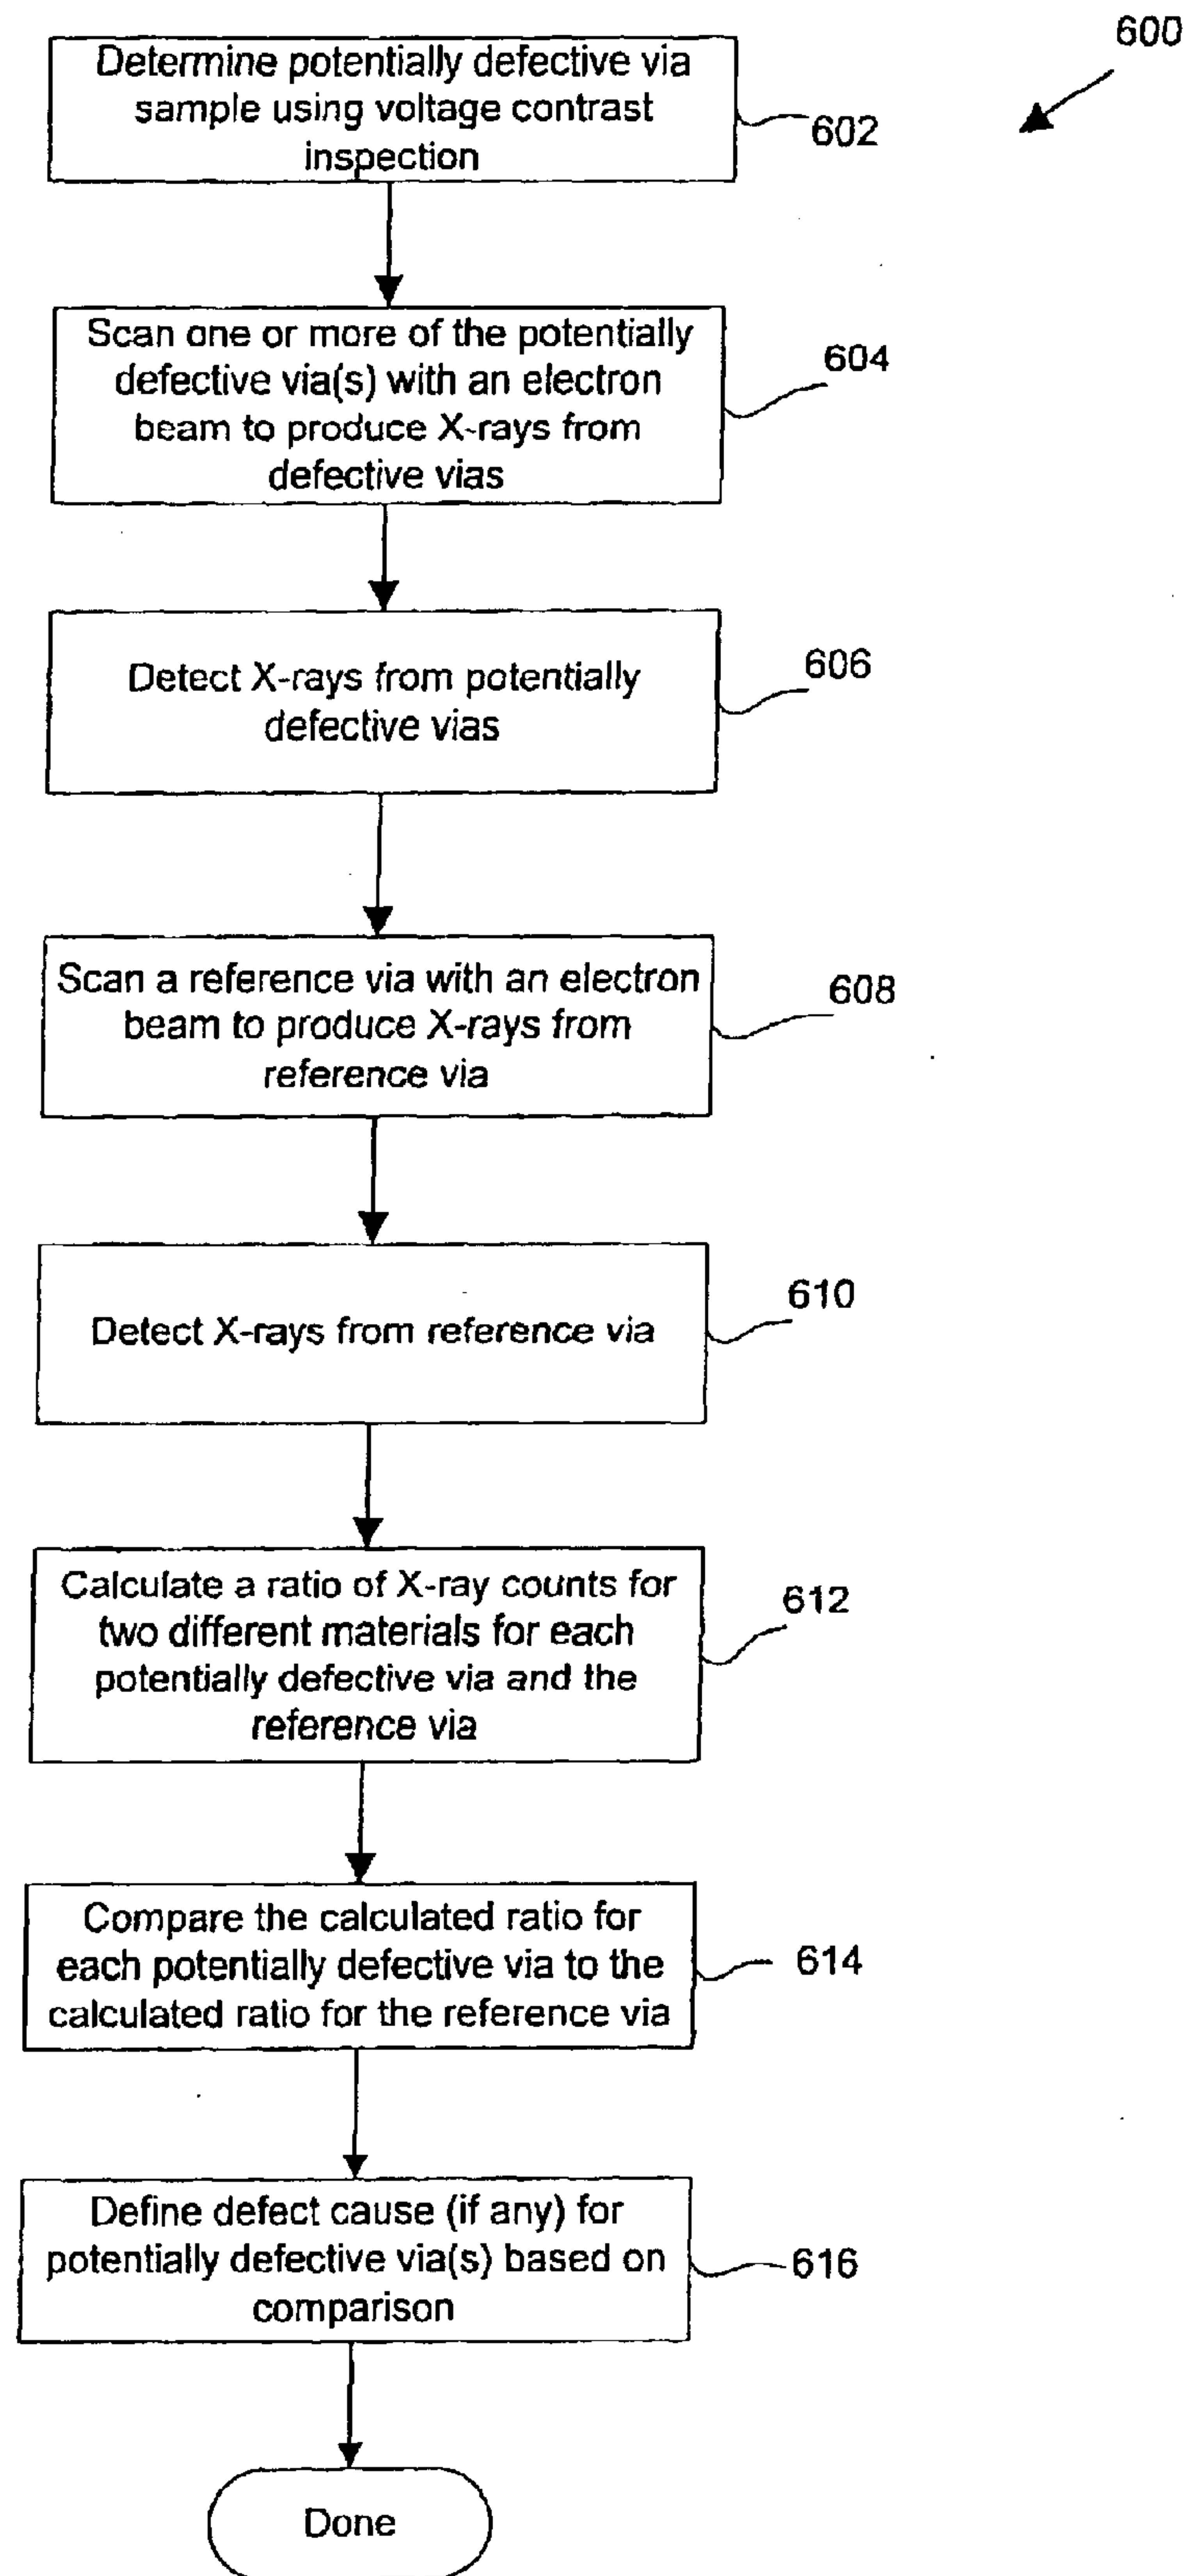 600
Determine potentially defective via
sample using voltage contrast
inspection
602
Scan one or more of the potentially
defective via(s) with an electron
beam to produce X-rays from
defective vias
604
Detect X-rays from potentially
defective vias
606
Scan a reference via with an electron
beam to produce X-rays from
reference via
608
Detect X-rays from reference via
610
Calculate a ratio of X-ray counts for
two different materials for each
potentially defective via and the
reference via
612
Compare the calculated ratio for
each potentially defective via to the
calculated ratio for the reference via
614
Define defect cause (if any) for
potentially defective via(s) based on
comparison
616
Done